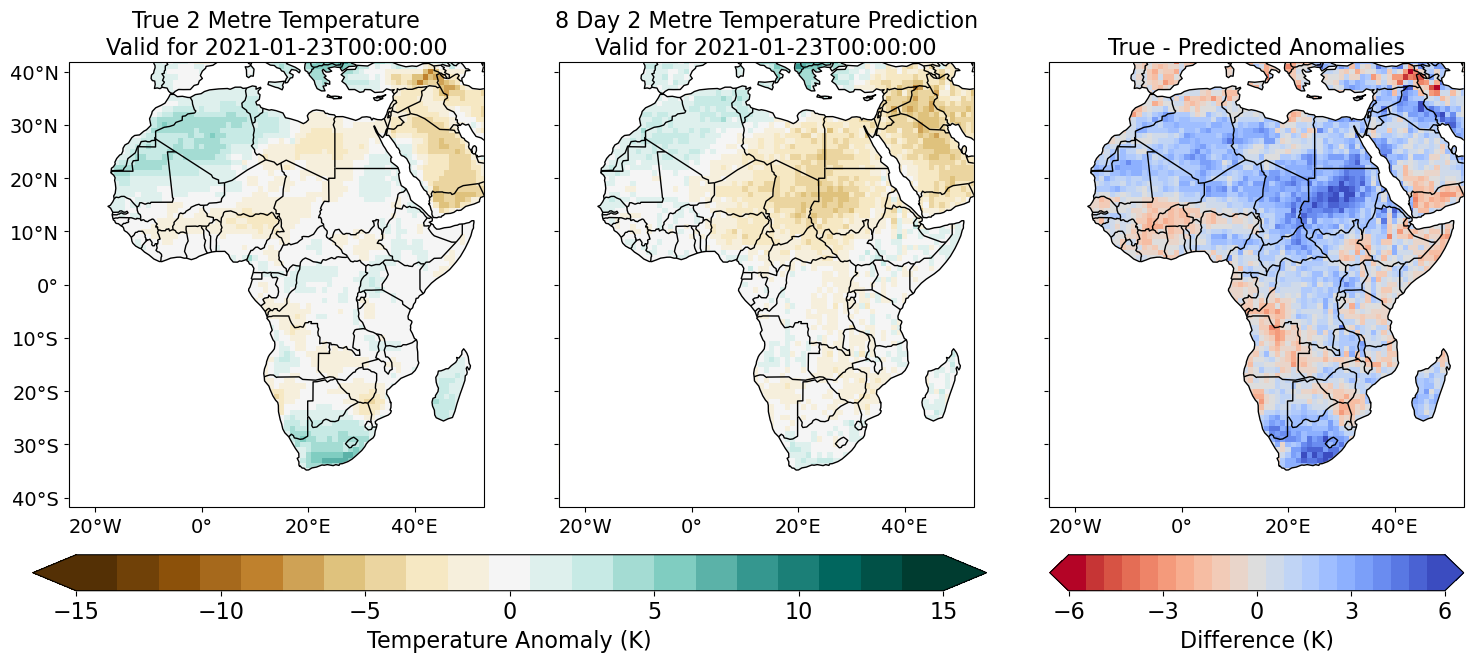 True 2 Metre Temperature
Valid for 2021-01-23T00:00:00
8 Day 2 Metre Temperature Prediction
Valid for 2021-01-23T00:00:00
True - Predicted Anomalies
40°N
30°N
20°N
10°N
0°
10°S
20°S
30°S
40°S
20°W 0° 20°E 40°E
20°W 0° 20°E 40°E
20°W 0° 20°E 40°E
−15 −10 −5 0 5 10 15
Temperature Anomaly (K)
−6 −3 0 3 6
Difference (K)